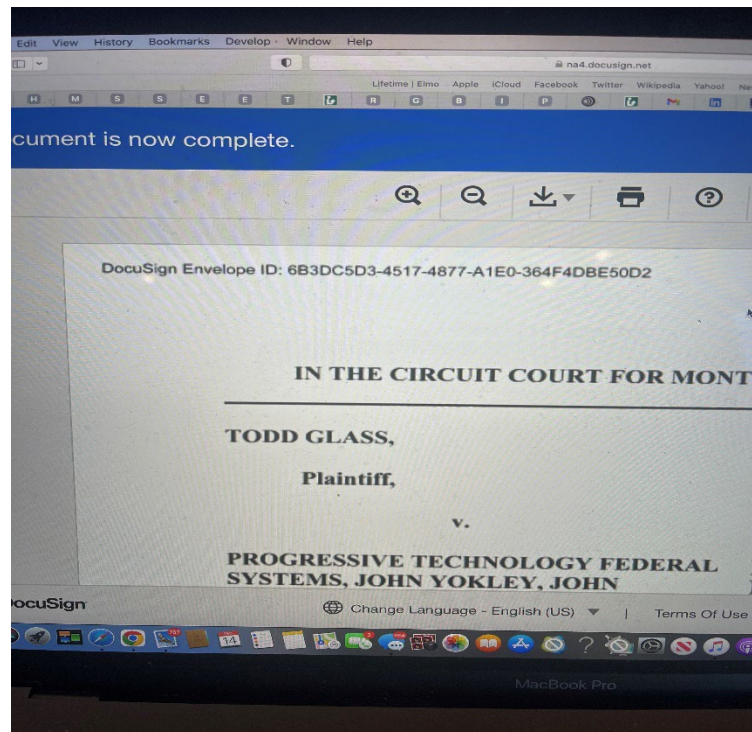 Edit View History Bookmarks Develop Window Help
na4.docusign.net
Lifetime | Elmo Apple iCloud Facebook Twitter Wikipedia Yahoo!
H M S S E E T R G B I P in
cument is now complete.
DocuSign Envelope ID: 6B3DC5D3-4517-4877-A1E0-364F4DBE50D2
IN THE CIRCUIT COURT FOR MONT
TODD GLASS,
Plaintiff,
v.
PROGRESSIVE TECHNOLOGY FEDERAL
SYSTEMS, JOHN YOKLEY, JOHN
ocuSign
Change Language - English (US) | Terms Of Use
14
MacBook Pro